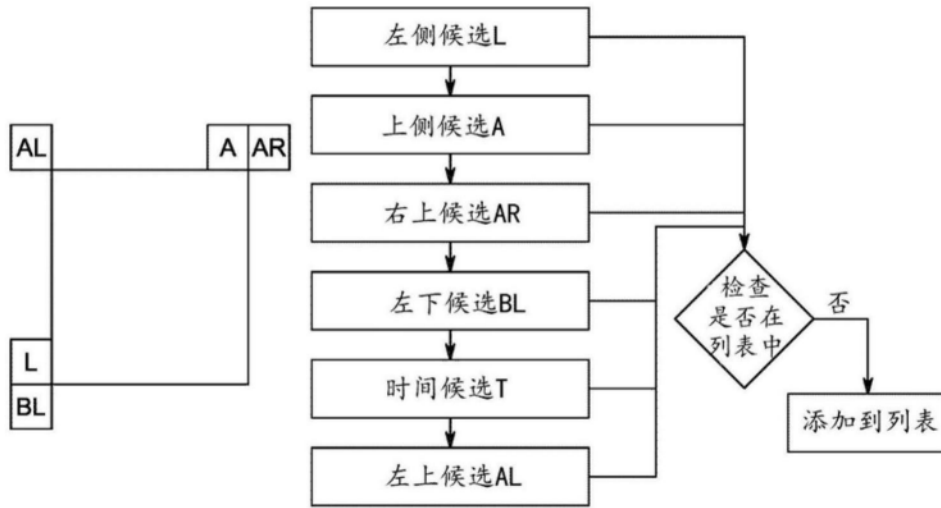 AL
A
AR
L
BL
左侧候选L
上侧候选A
右上候选AR
左下候选BL
时间候选T
左上候选AL
检查
是否在
列表中
否
添加到列表